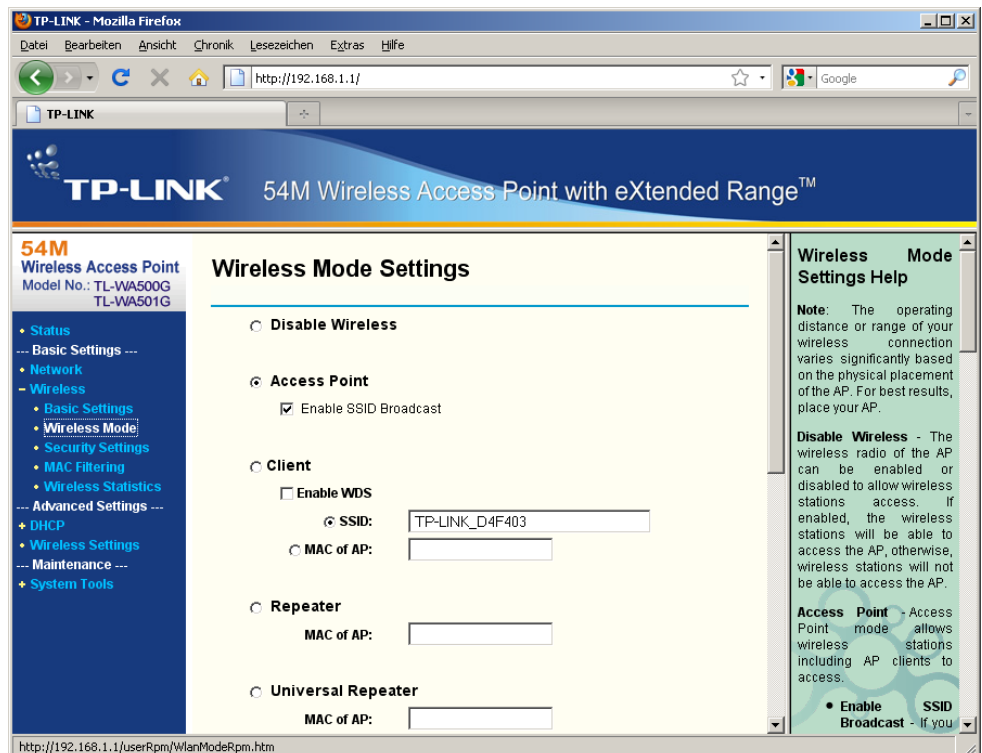 TP-LINK - Mozilla Firefox
Datei Bearbeiten Ansicht Chronik Lesezeichen Extras Hilfe
http://192.168.1.1/
Google
TP-LINK
TP-LINK®
54M Wireless Access Point with eXtended Range™
54M
Wireless Access Point
Model No.: TL-WA500G
TL-WA501G
Status
--- Basic Settings ---
Network
Wireless
Basic Settings
Wireless Mode
Security Settings
MAC Filtering
Wireless Statistics
--- Advanced Settings ---
DHCP
Wireless Settings
--- Maintenance ---
System Tools
Wireless Mode Settings
Disable Wireless
Access Point
Enable SSID Broadcast
Client
Enable WDS
SSID: TP-LINK_D4F403
MAC of AP:
Repeater
MAC of AP:
Universal Repeater
MAC of AP:
Wireless Mode
Settings Help
Note: The operating
distance or range of your
wireless connection
varies significantly based
on the physical placement
of the AP. For best results,
place your AP.
Disable Wireless - The
wireless radio of the AP
can be enabled or
disabled to allow wireless
stations access. If
enabled, the wireless
stations will be able to
access the AP, otherwise,
wireless stations will not
be able to access the AP.
Access Point - Access
Point mode allows
wireless stations
including AP clients to
access.
Enable SSID
Broadcast - If you
http://192.168.1.1/userRpm/WlanModeRpm.htm